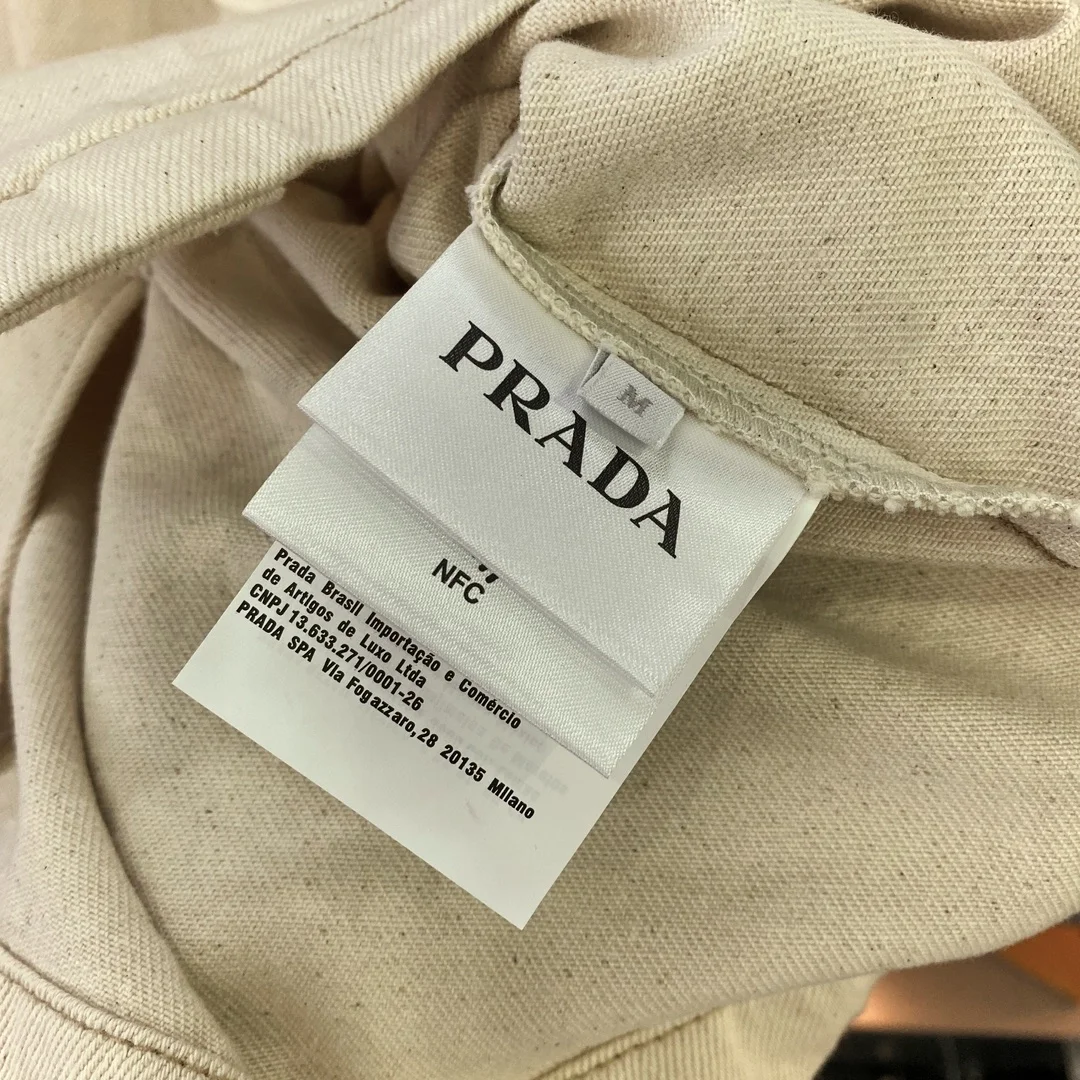 PRADA
M
NFC
Prada Brasil Importação e Comércio
de Artigos de Luxo Ltda
CNPJ 13.633.271/0001-26
PRADA SPA Via Fogazzaro, 28 20135 Milano